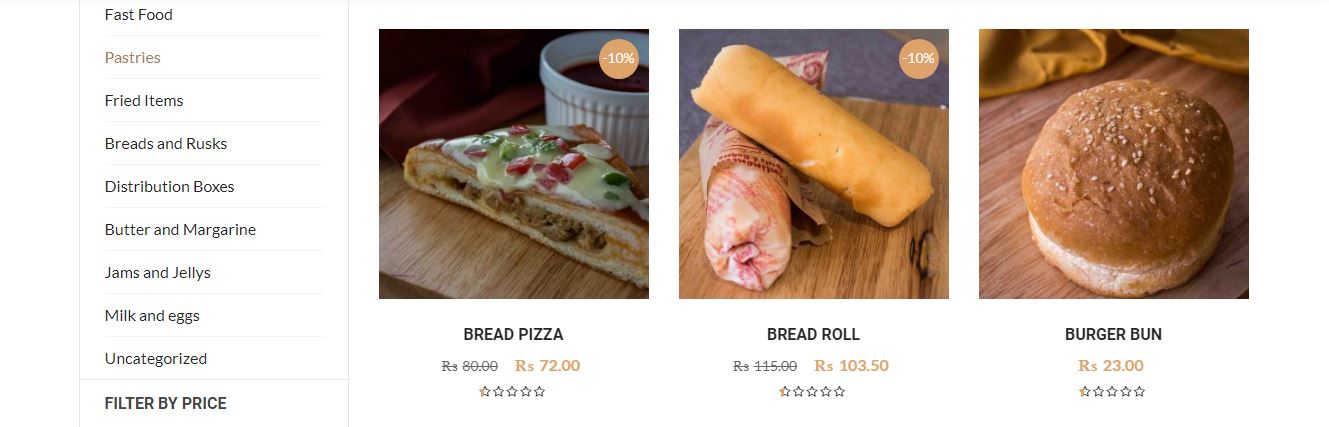 Fast Food
Pastries
Fried Items
Breads and Rusks
Distribution Boxes
Butter and Margarine
Jams and Jellys
Milk and eggs
Uncategorized
FILTER BY PRICE
-10%
BREAD PIZZA
Rs 80.00 Rs 72.00
-10%
BREAD ROLL
Rs 115.00 Rs 103.50
BURGER BUN
Rs 23.00